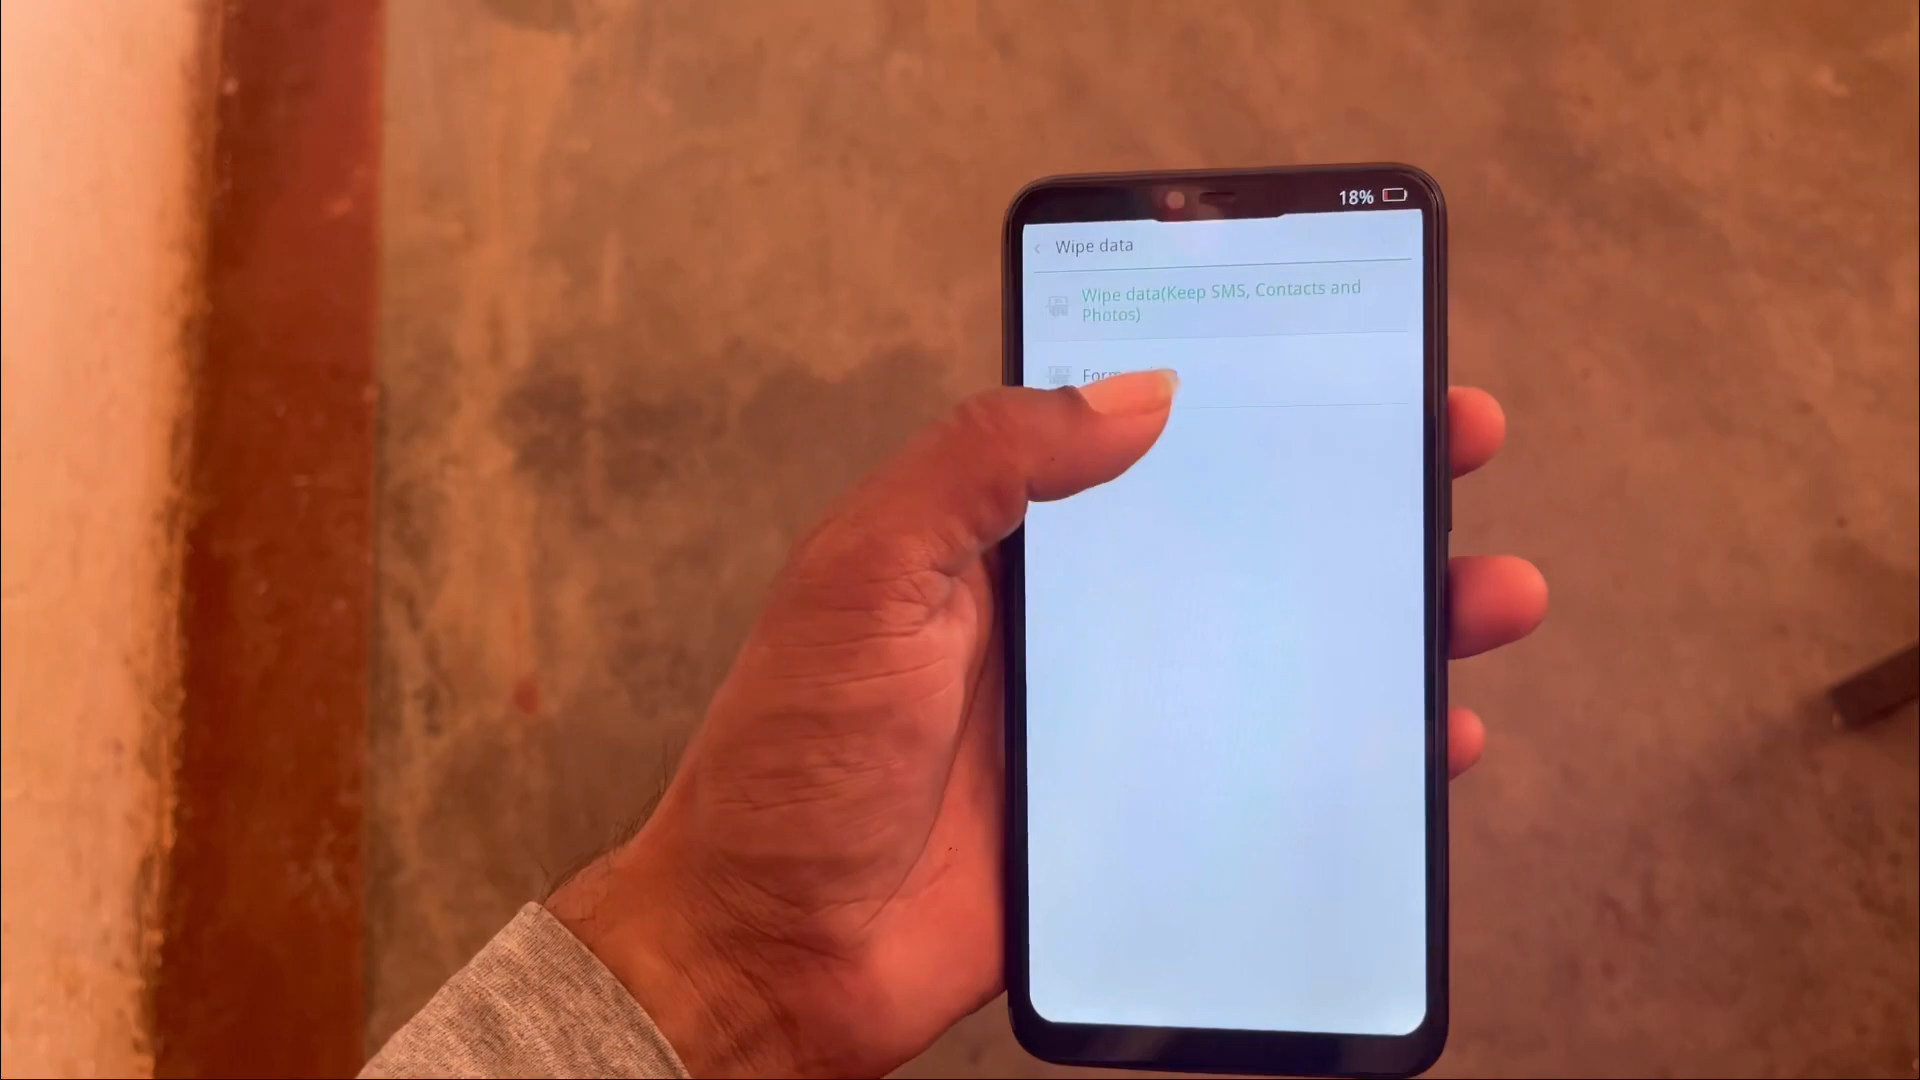 18%
Wipe data
Wipe data(Keep SMS, Contacts and
Photos)